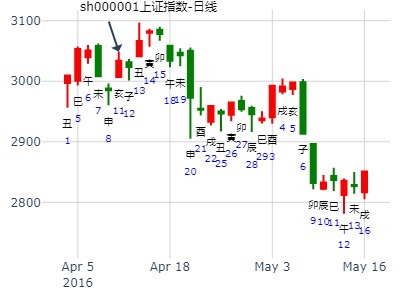 sh000001上证指数-日线
3100
3000
2900
2800
丑 1
巳 5
午 6
未 7
申 8
亥 11
子 12
丑 13
寅 14
卯 15
午 18
未 19
申 20
酉 21
戌 22
丑 25
寅 26
卯 27
辰 28
巳 29
酉 3
戌 4
亥 5
子 6
卯 9
辰 10
巳 11
午 12
未 13
戌 16
Apr 5
2016
Apr 18
May 3
May 16